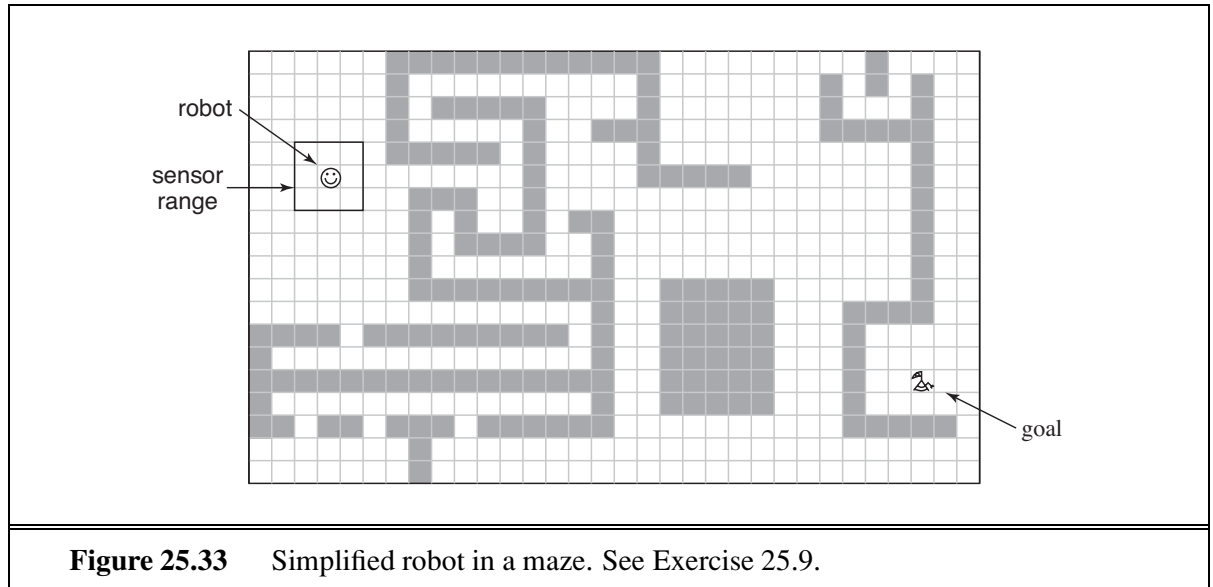 robot
sensor
range
goal
Figure 25.33 Simplified robot in a maze. See Exercise 25.9.